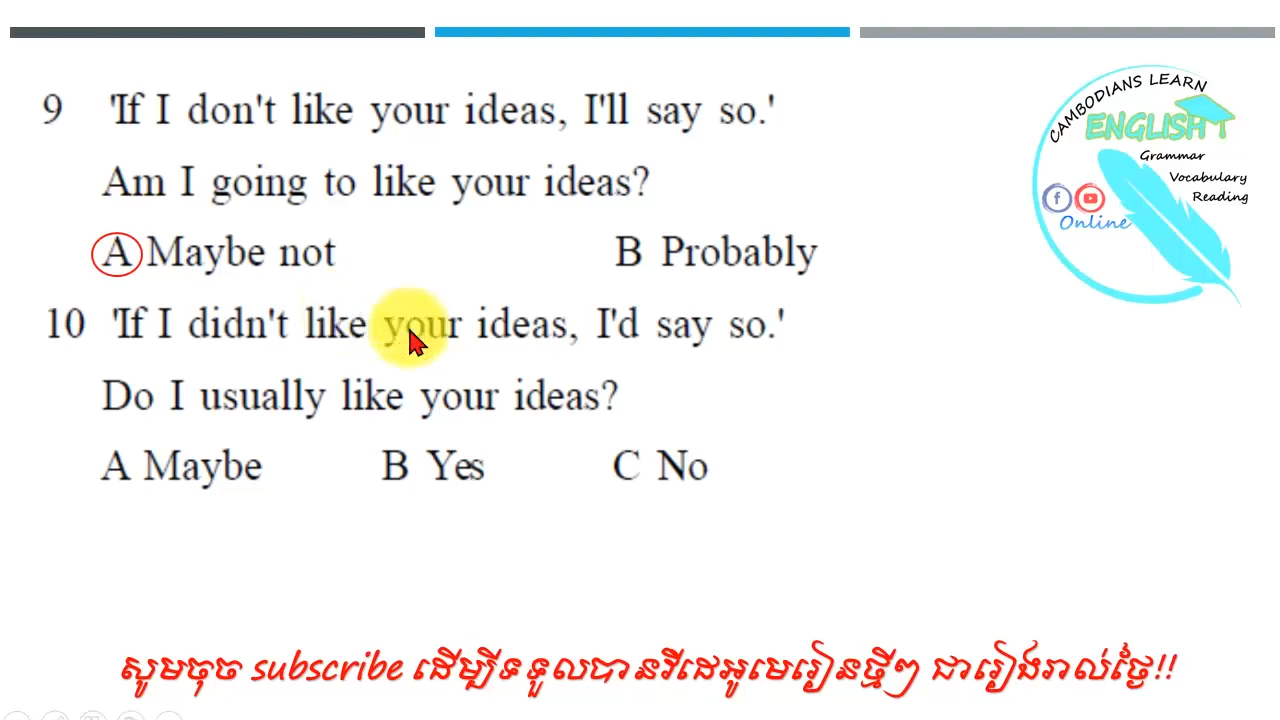 9 'If I don't like your ideas, I'll say so.'
Am I going to like your ideas?
A Maybe not B Probably
10 'If I didn't like your ideas, I'd say so.'
Do I usually like your ideas?
A Maybe B Yes C No
CAMBODIANS LEARN
ENGLISH
Grammar
Vocabulary
Reading
Online
សូមចុច subscribe ដើម្បីទទួលបានវីដេអូមេរៀនថ្មីៗ ជារៀងរាល់ថ្ងៃ!!